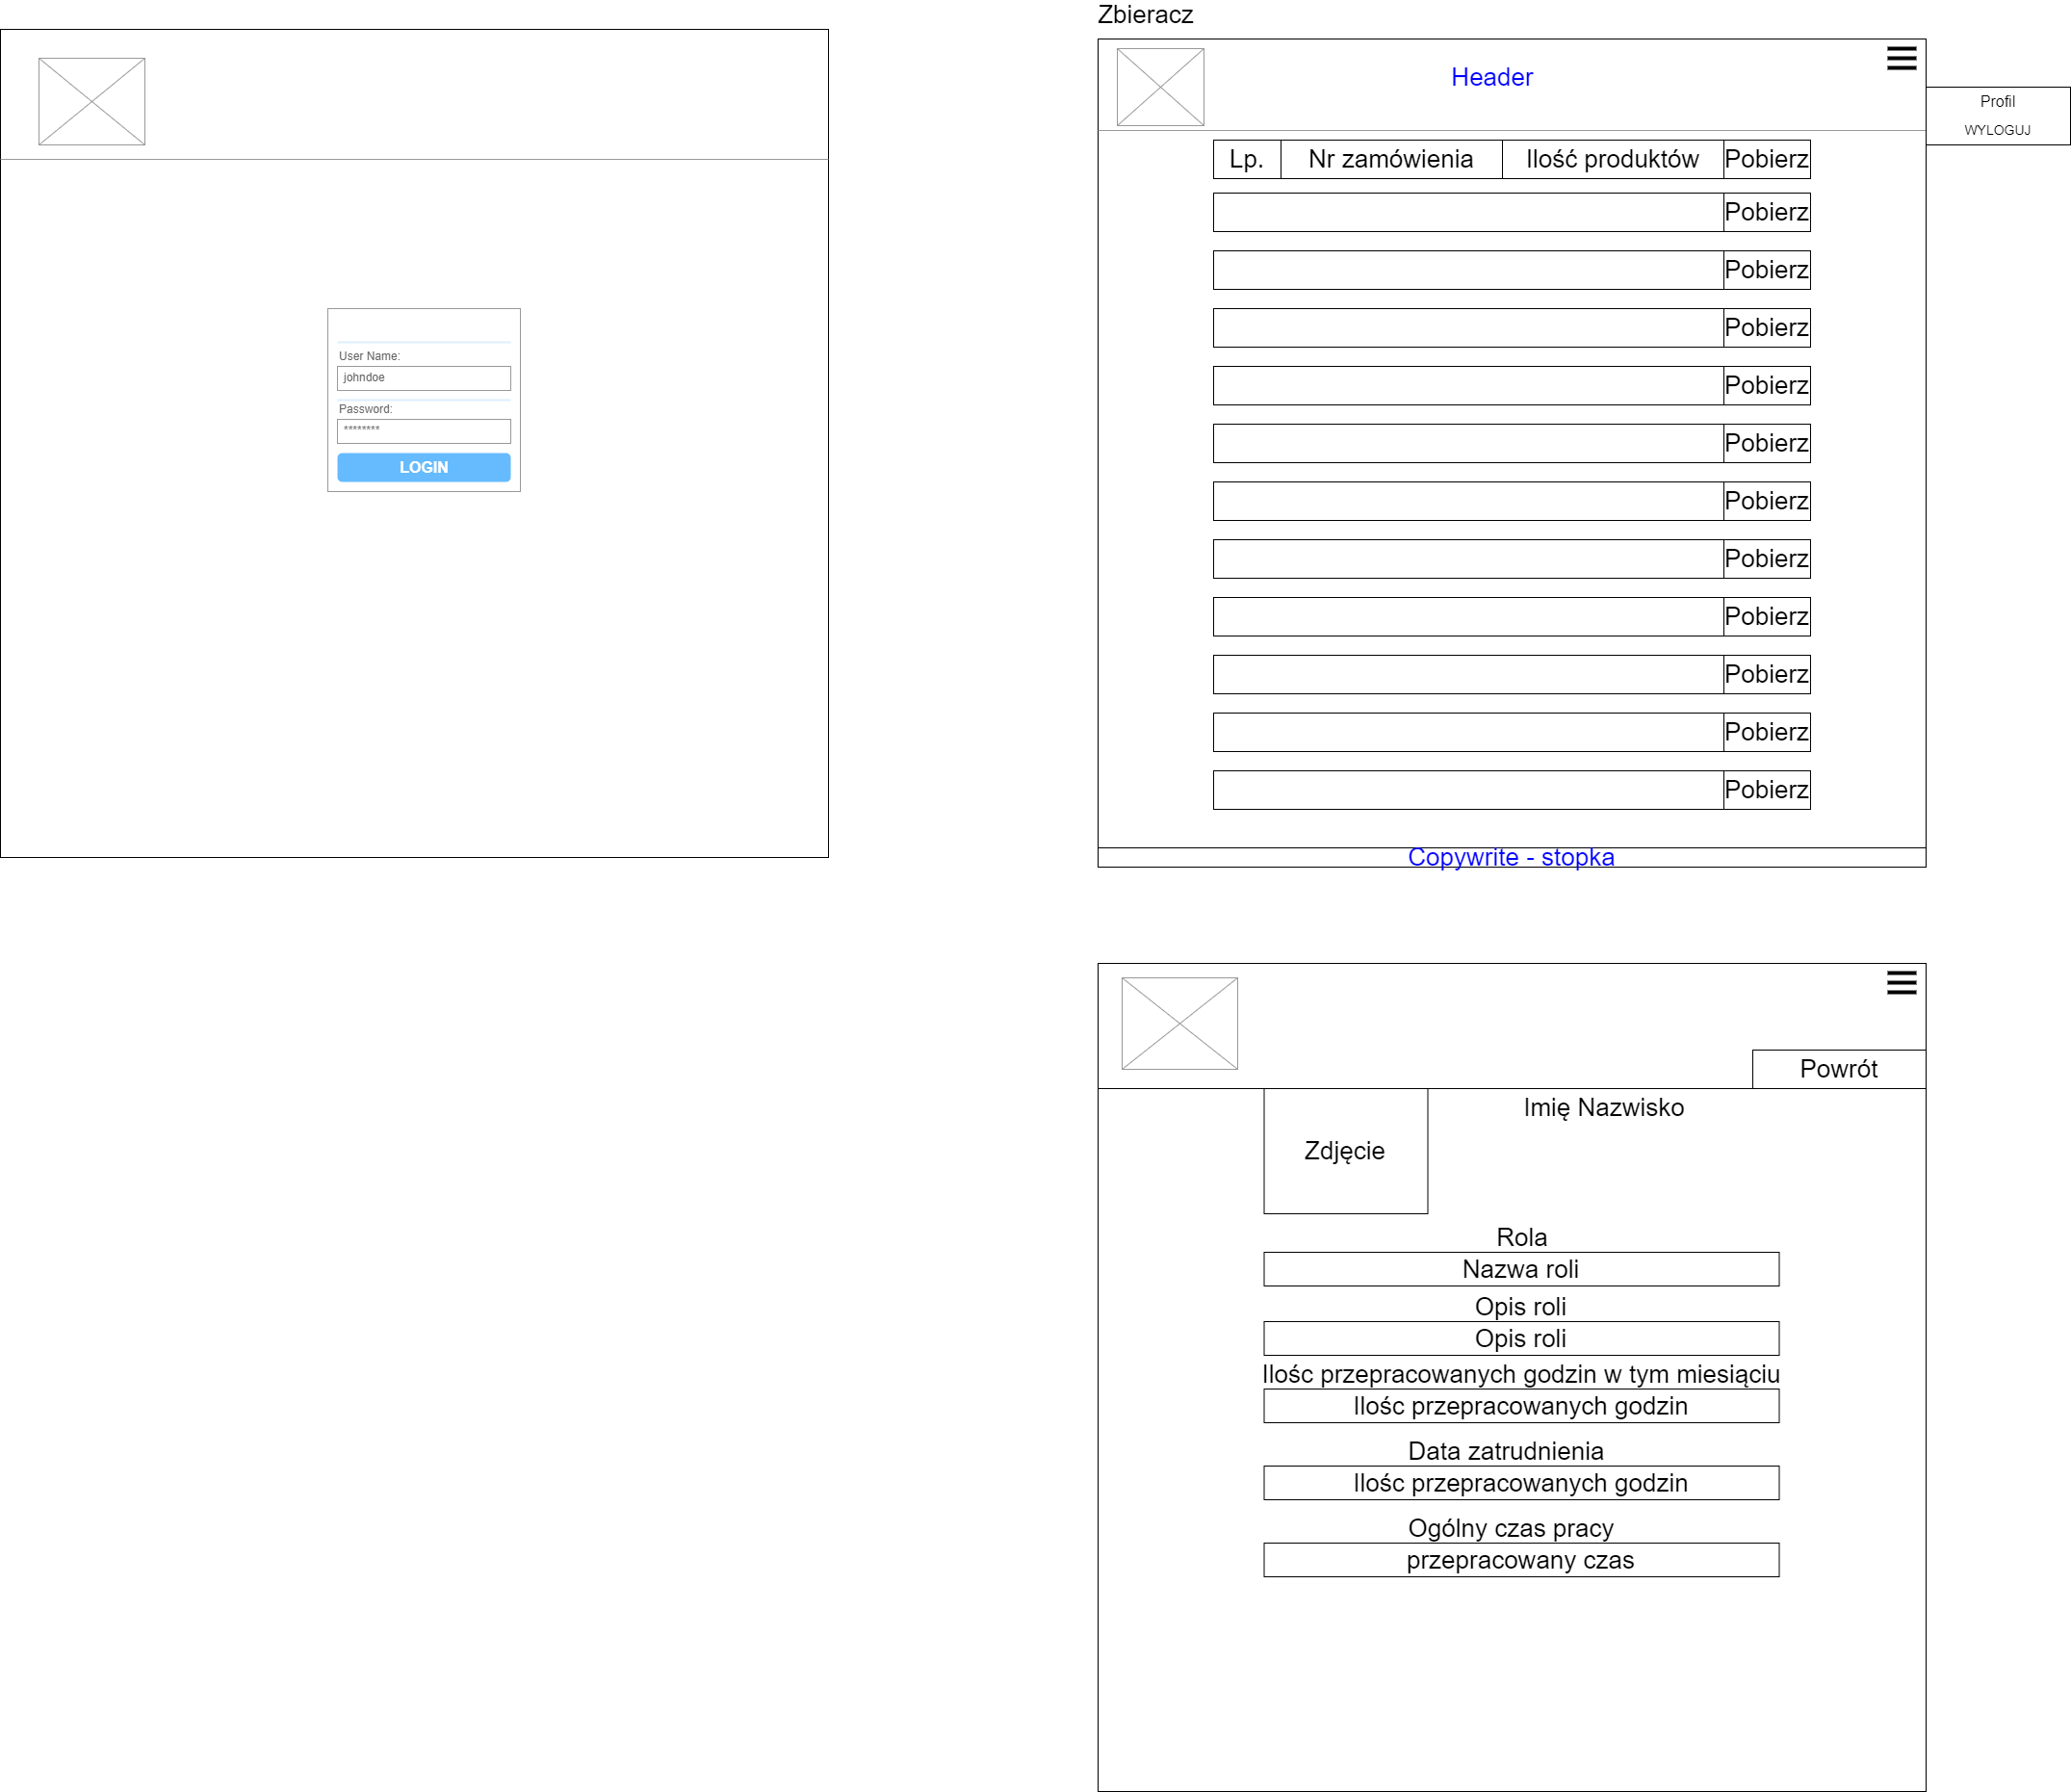 User Name:
johndoe
Password:
********
LOGIN
Zbieracz
Header
Profil
WYLOGUJ
Lp. Nr zamówienia Ilość produktów Pobierz
Pobierz
Pobierz
Pobierz
Pobierz
Pobierz
Pobierz
Pobierz
Pobierz
Pobierz
Pobierz
Pobierz
Copywrite - stopka
Powrót
Zdjęcie
Imię Nazwisko
Rola
Nazwa roli
Opis roli
Opis roli
Ilośc przepracowanych godzin w tym miesiąciu
Ilośc przepracowanych godzin
Data zatrudnienia
Ilośc przepracowanych godzin
Ogólny czas pracy
przepracowany czas